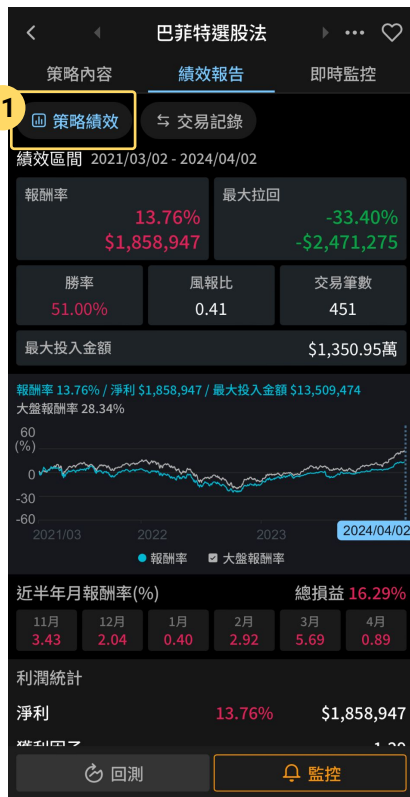 巴菲特選股法
策略內容 績效報告 即時監控
1
策略績效 交易記錄
績效區間 2021/03/02 - 2024/04/02
報酬率 最大拉回
13.76% -33.40%
$1,858,947 -$2,471,275
勝率 風報比 交易筆數
51.00% 0.41 451
最大投入金額 $1,350.95萬
報酬率 13.76% / 淨利 $1,858,947 / 最大投入金額 $13,509,474
大盤報酬率 28.34%
60
(%)
0
-30
-60
2021/03 2022 2023 2024/04/02
報酬率 大盤報酬率
近半年月報酬率(%) 總損益 16.29%
11月 12月 1月 2月 3月 4月
3.43 2.04 0.40 2.92 5.69 0.89
利潤統計
淨利 13.76% $1,858,947
獲利因子 1.29
回測 監控